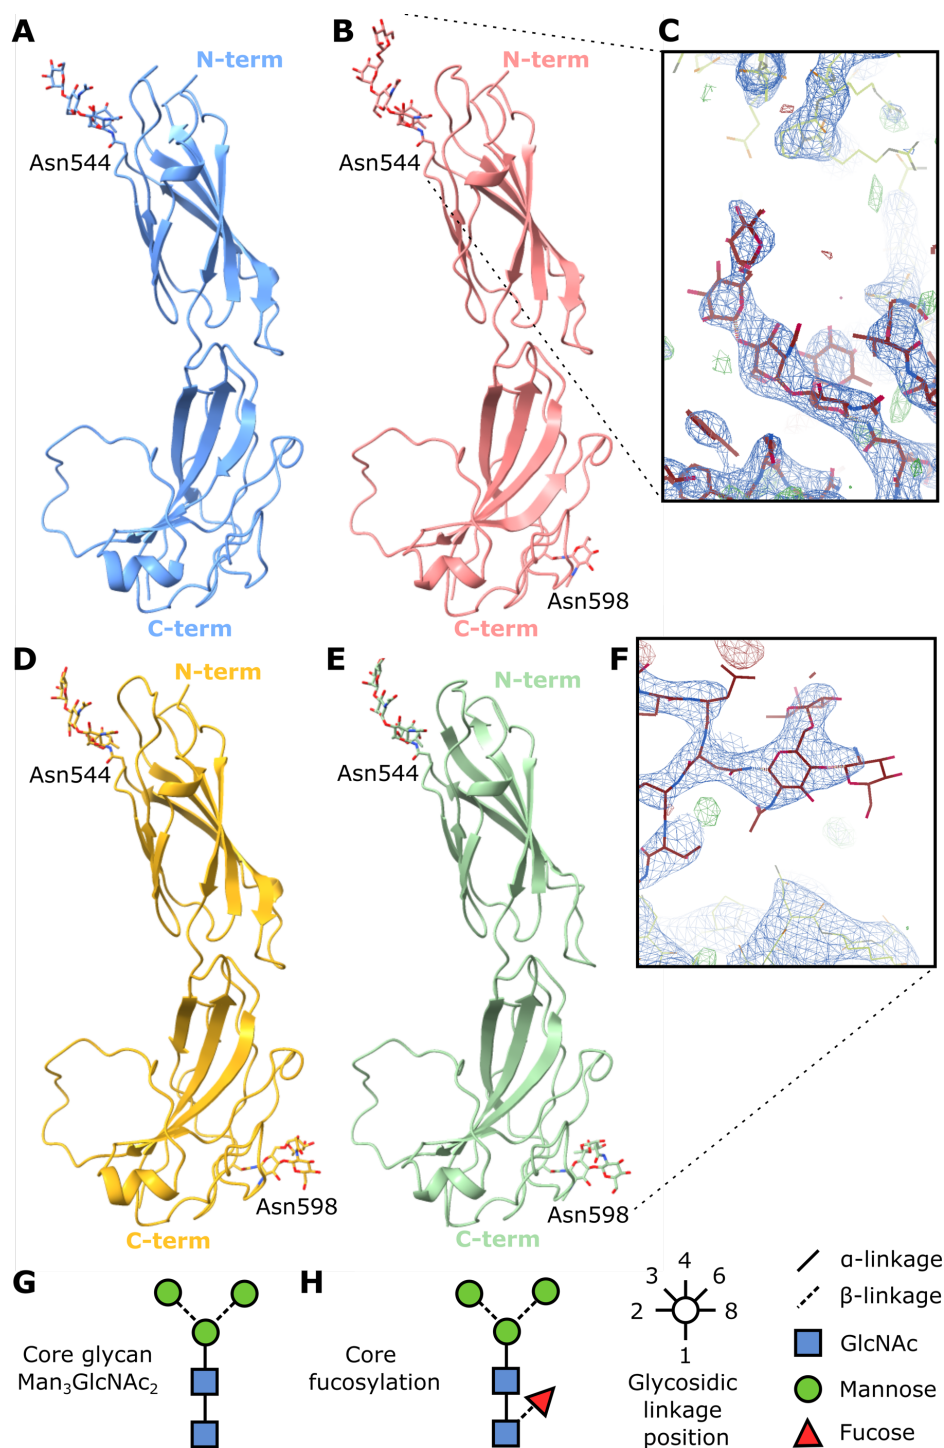 A
B
C
N-term
N-term
Asn544
Asn544
Asn598
C-term
C-term
D
E
F
N-term
N-term
Asn544
Asn544
Asn598
Asn598
C-term
C-term
G
H
Core glycan
Man₃GlcNAc₂
Core
fucosylation
4
3 6
2 8
1
Glycosidic
linkage
position
α-linkage
β-linkage
GlcNAc
Mannose
Fucose